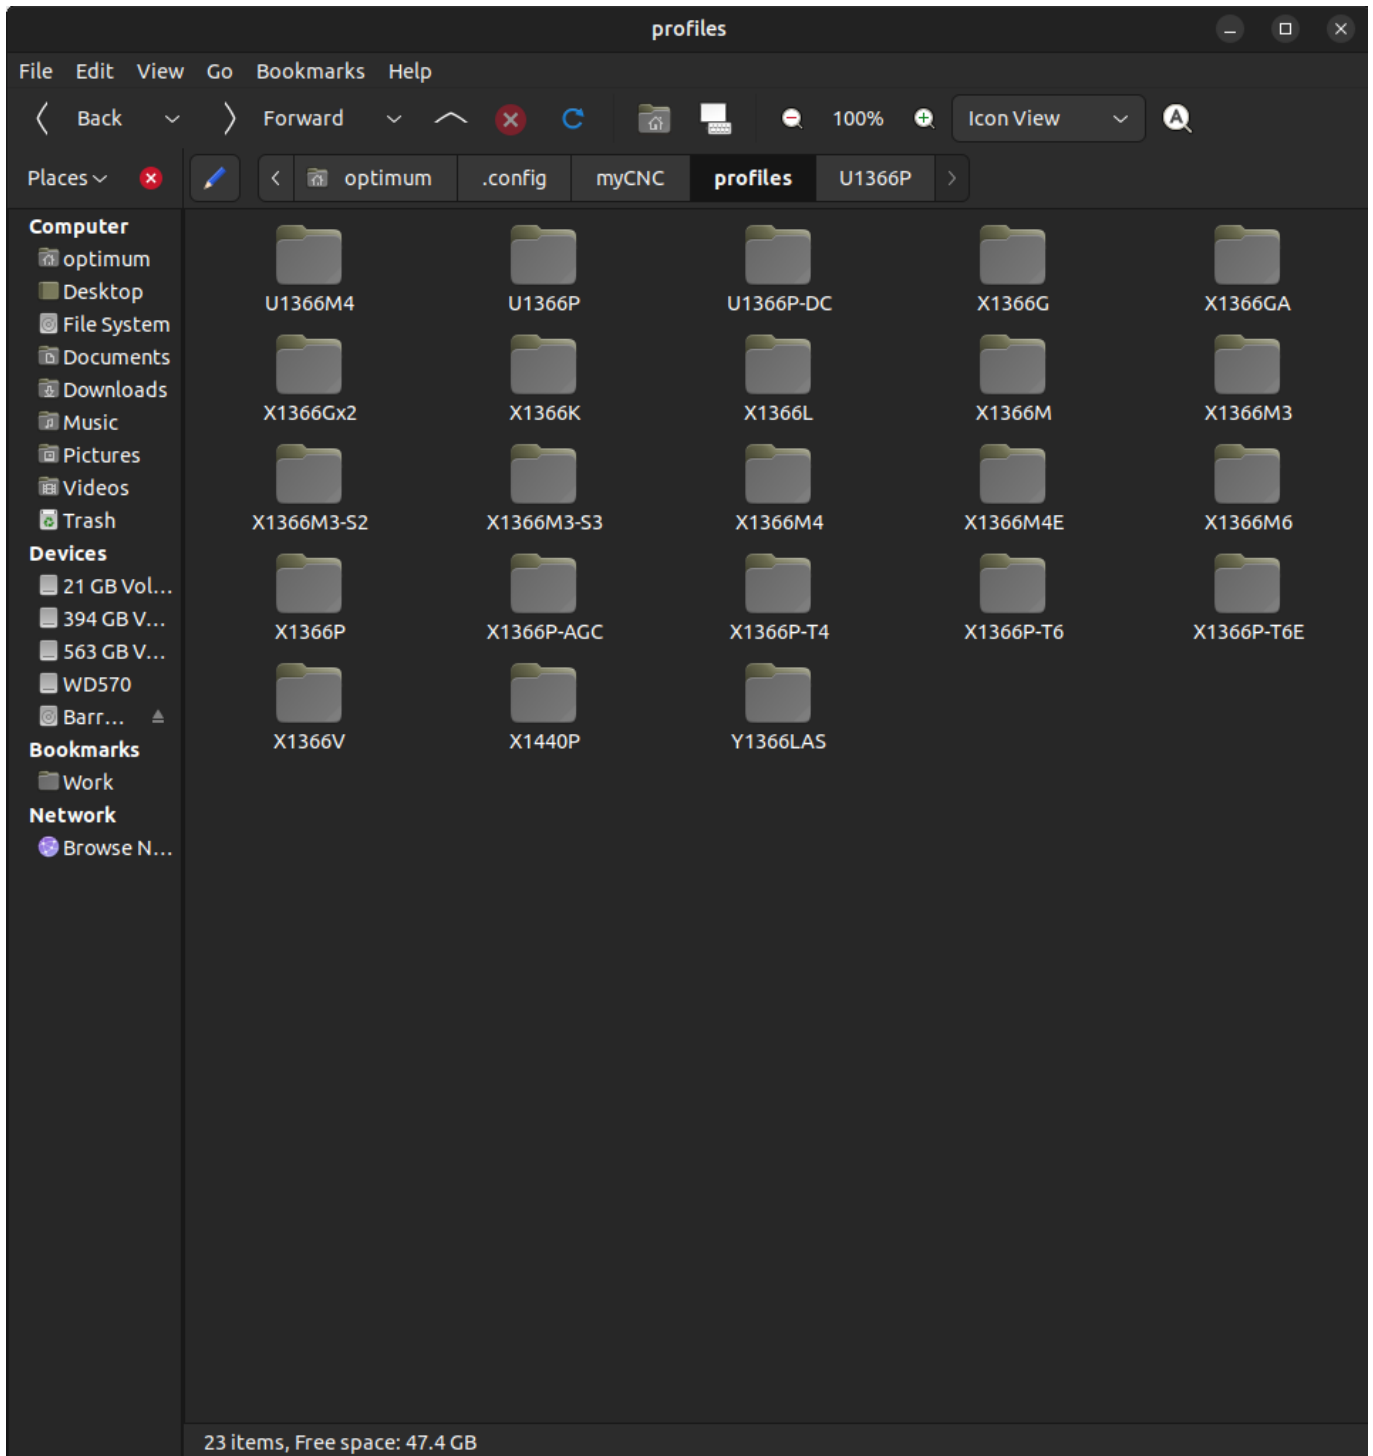 profiles
File Edit View Go Bookmarks Help
Back Forward 100% Icon View
Places optimum .config myCNC profiles U1366P
Computer
optimum
Desktop
File System
Documents
Downloads
Music
Pictures
Videos
Trash
Devices
21 GB Vol...
394 GB V...
563 GB V...
WD570
Barr...
Bookmarks
Work
Network
Browse N...
U1366M4 U1366P U1366P-DC X1366G X1366GA
X1366Gx2 X1366K X1366L X1366M X1366M3
X1366M3-S2 X1366M3-S3 X1366M4 X1366M4E X1366M6
X1366P X1366P-AGC X1366P-T4 X1366P-T6 X1366P-T6E
X1366V X1440P Y1366LAS
23 items, Free space: 47.4 GB